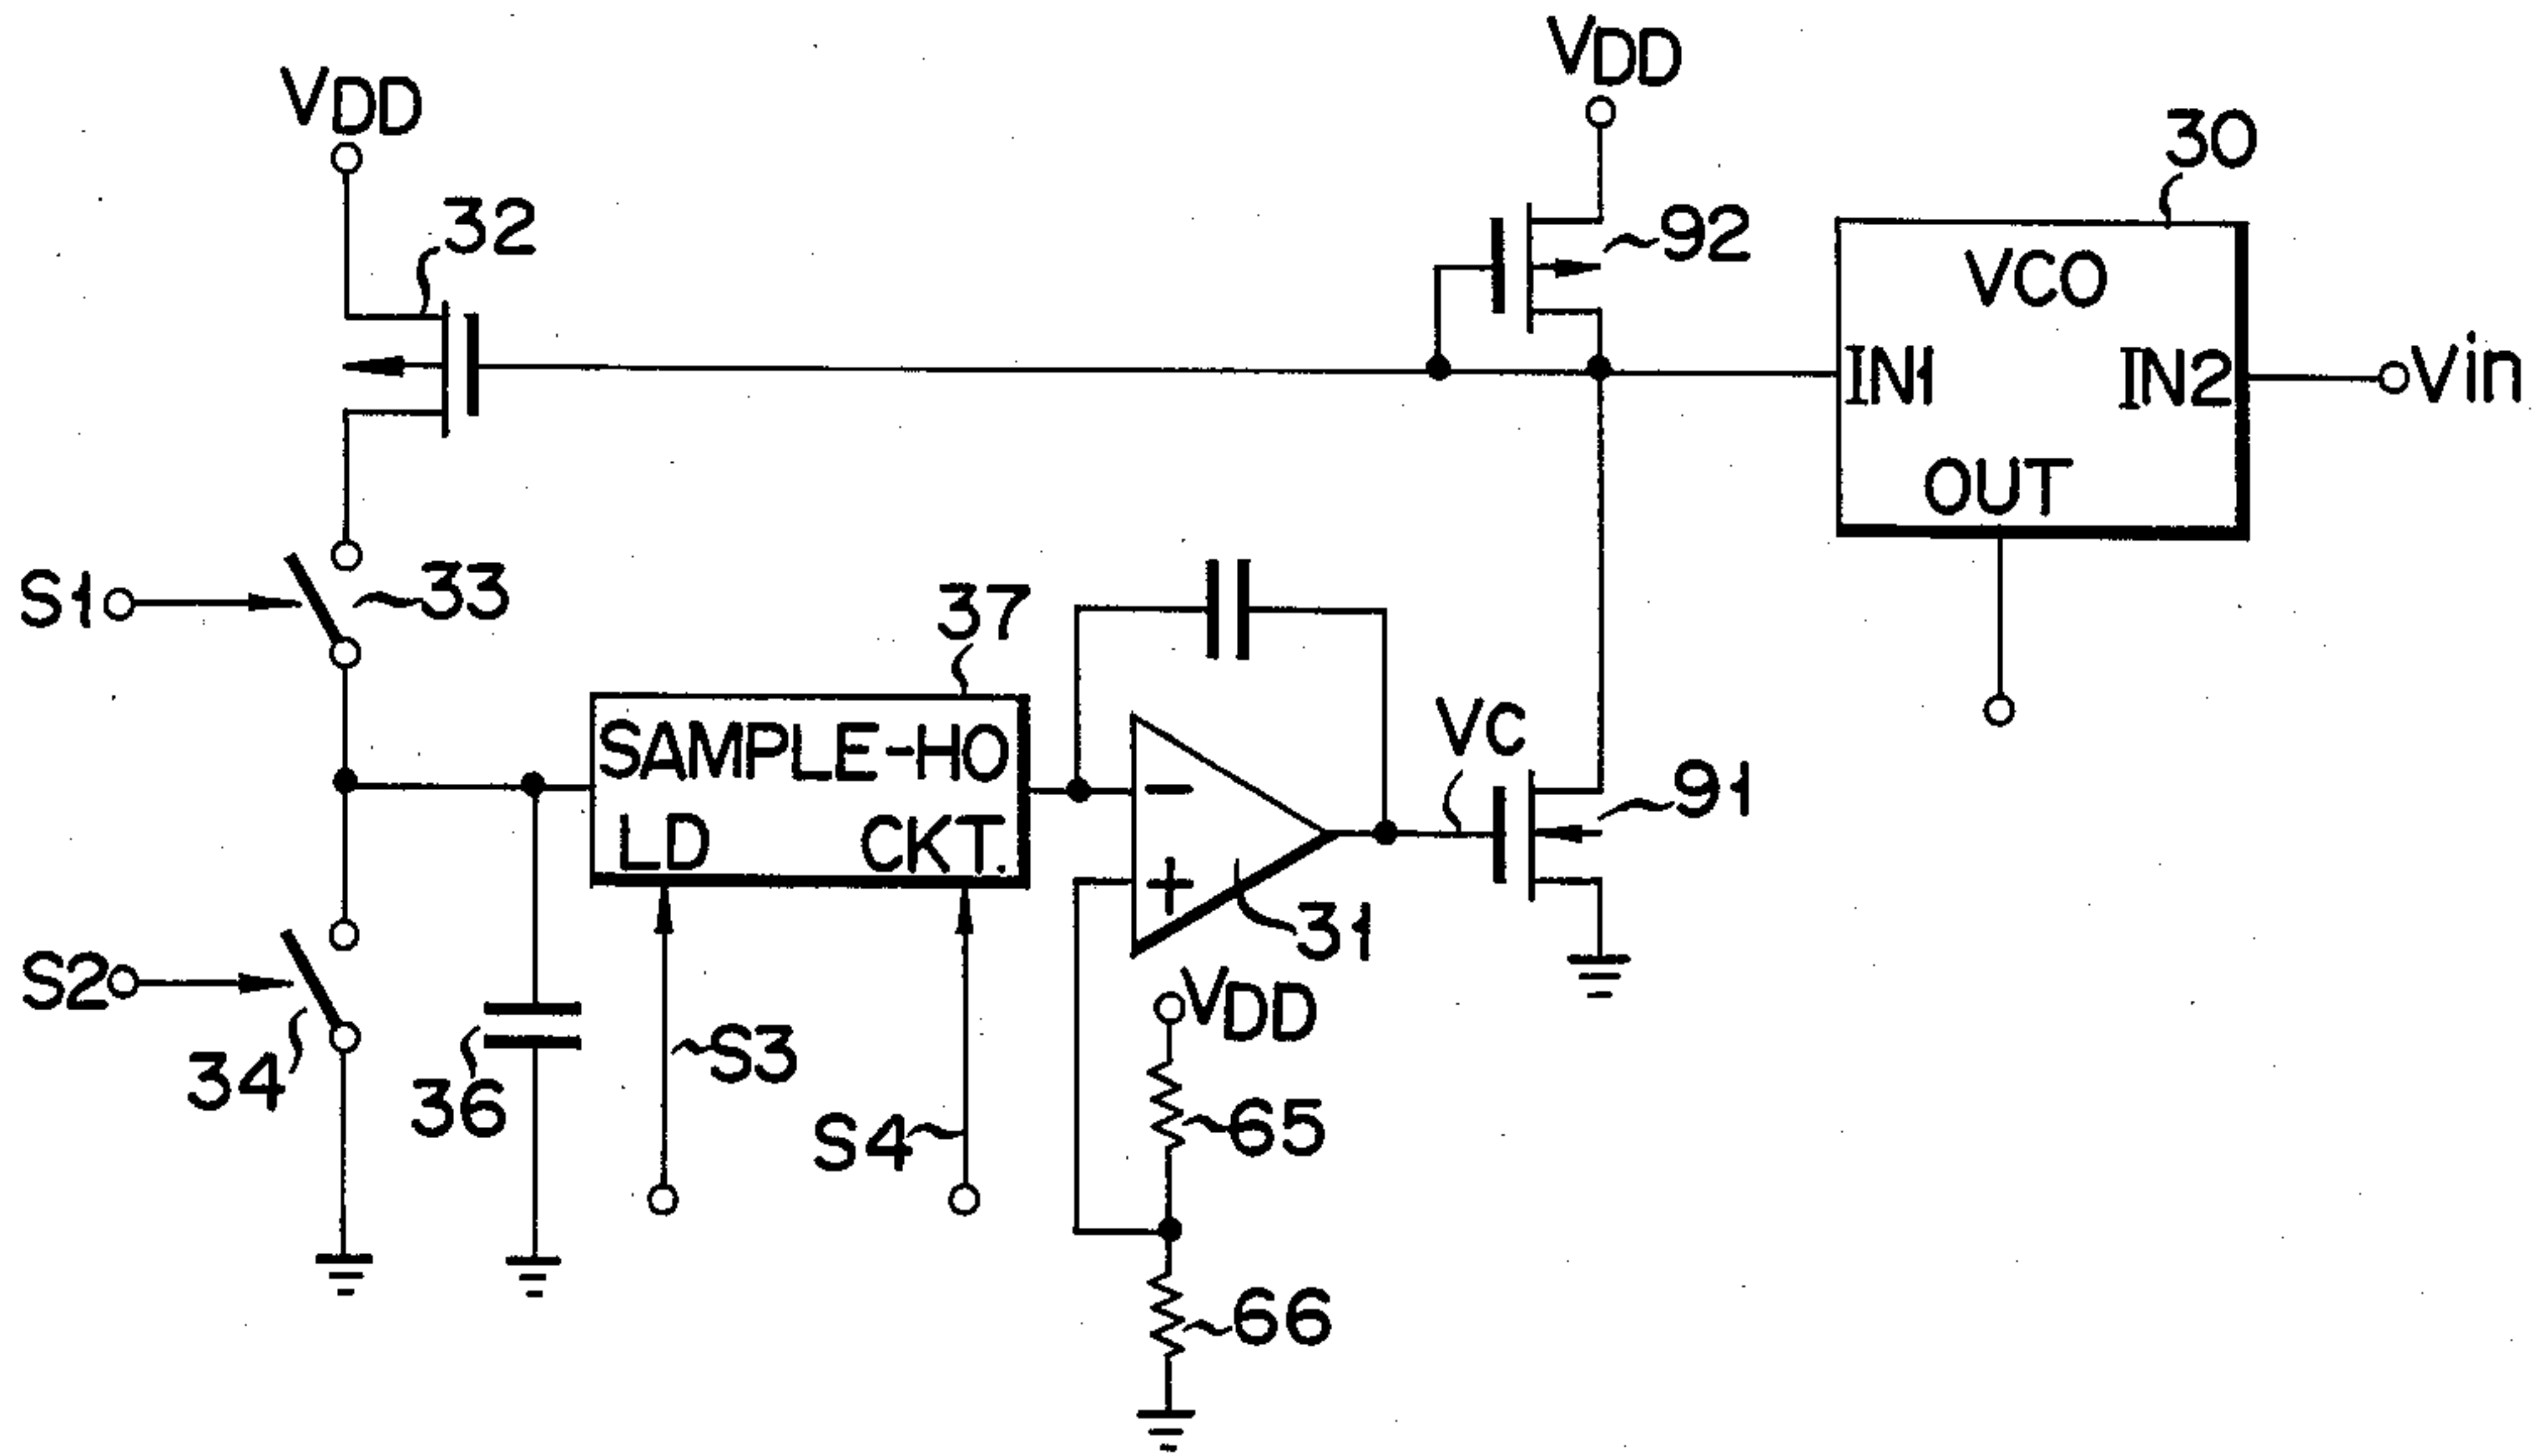 VDD
VDD
30
32
92
VCO
IN1
IN2
Vin
OUT
S1
33
37
SAMPLE-HO
LD
CKT.
VC
91
−
+
31
S2
34
36
S3
VDD
S4
65
66